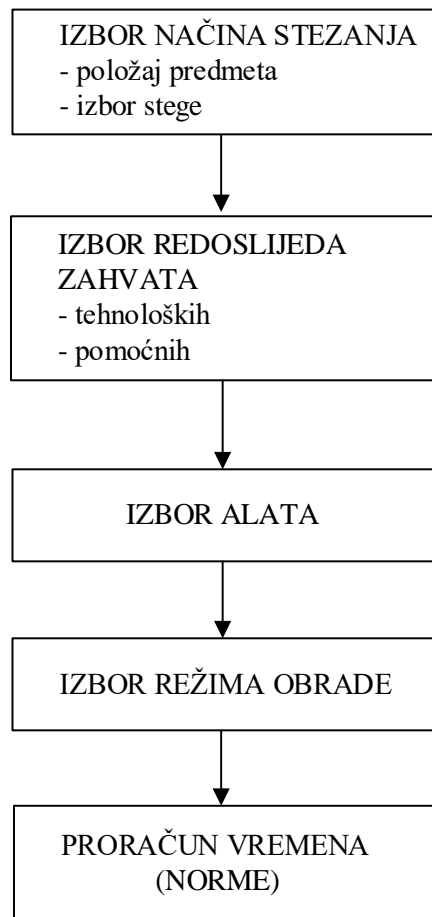 IZBOR NAČINA STEZANJA
- položaj predmeta
- izbor stege
IZBOR REDOSLIJEDA
ZAHVATA
- tehnoloških
- pomoćnih
IZBOR ALATA
IZBOR REŽIMA OBRADE
PRORAČUN VREMENA
(NORME)